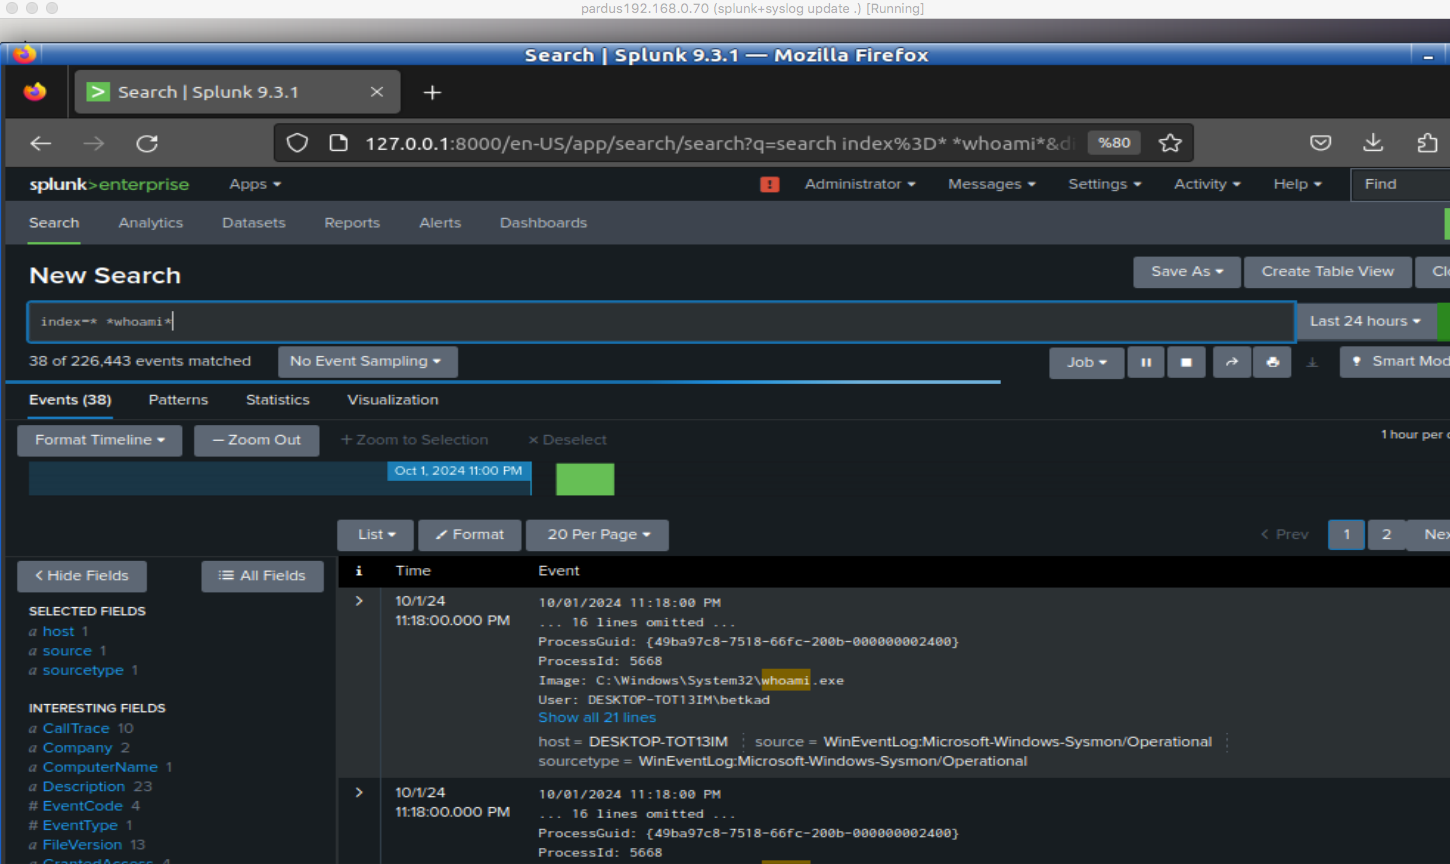 pardus192.168.0.70 (splunk+syslog update .) [Running]
Search | Splunk 9.3.1 — Mozilla Firefox
Search | Splunk 9.3.1
127.0.0.1:8000/en-US/app/search/search?q=search index%3D* *whoami*&di
%80
splunk>enterprise Apps Administrator Messages Settings Activity Help Find
Search Analytics Datasets Reports Alerts Dashboards
New Search
Save As Create Table View
index=* *whoami*
Last 24 hours
38 of 226,443 events matched No Event Sampling Job Smart Mod
Events (38) Patterns Statistics Visualization
Format Timeline — Zoom Out + Zoom to Selection × Deselect
1 hour per
Oct 1, 2024 11:00 PM
List Format 20 Per Page < Prev 1 2 Nex
< Hide Fields All Fields
i Time Event
SELECTED FIELDS
a host 1
a source 1
a sourcetype 1
INTERESTING FIELDS
a CallTrace 10
a Company 2
a ComputerName 1
a Description 23
# EventCode 4
# EventType 1
a FileVersion 13
a GrantedAccess 4
> 10/1/24
11:18:00.000 PM
10/01/2024 11:18:00 PM
... 16 lines omitted ...
ProcessGuid: {49ba97c8-7518-66fc-200b-000000002400}
ProcessId: 5668
Image: C:\Windows\System32\whoami.exe
User: DESKTOP-TOT13IM\betkad
Show all 21 lines
host = DESKTOP-TOT13IM source = WinEventLog:Microsoft-Windows-Sysmon/Operational
sourcetype = WinEventLog:Microsoft-Windows-Sysmon/Operational
> 10/1/24
11:18:00.000 PM
10/01/2024 11:18:00 PM
... 16 lines omitted ...
ProcessGuid: {49ba97c8-7518-66fc-200b-000000002400}
ProcessId: 5668